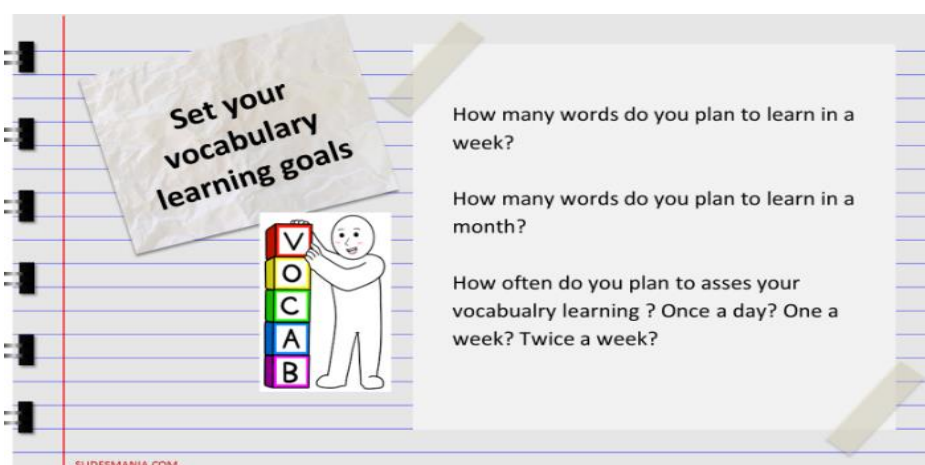 Set your
vocabulary
learning goals
V
O
C
A
B
How many words do you plan to learn in a
week?
How many words do you plan to learn in a
month?
How often do you plan to asses your
vocabualry learning ? Once a day? One a
week? Twice a week?
SLIDESMANIA.COM